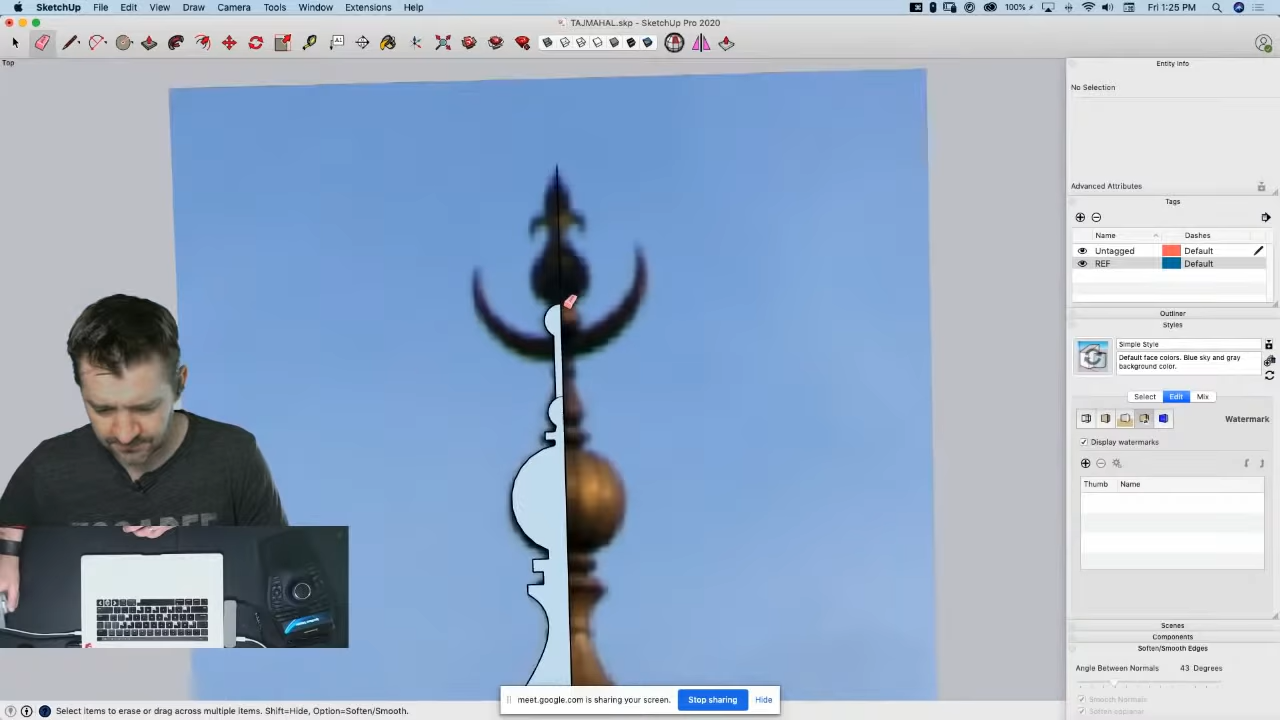 SketchUp File Edit View Draw Camera Tools Window Extensions Help 100% Fri 1:25 PM
TAJMAHAL.skp - SketchUp Pro 2020
Top
Entity Info
No Selection
Advanced Attributes
Tags
Name Dashes
Untagged Default
REF Default
Outliner
Styles
Simple Style
Default face colors. Blue sky and gray
background color.
Select Edit Mix
Watermark
Display watermarks
Thumb Name
Scenes
Components
Soften/Smooth Edges
Angle Between Normals 43 Degrees
Smooth Normals
Soften coplanar
meet.google.com is sharing your screen. Stop sharing Hide
Select items to erase or drag across multiple items. Shift=Hide, Option=Soften/Smooth.